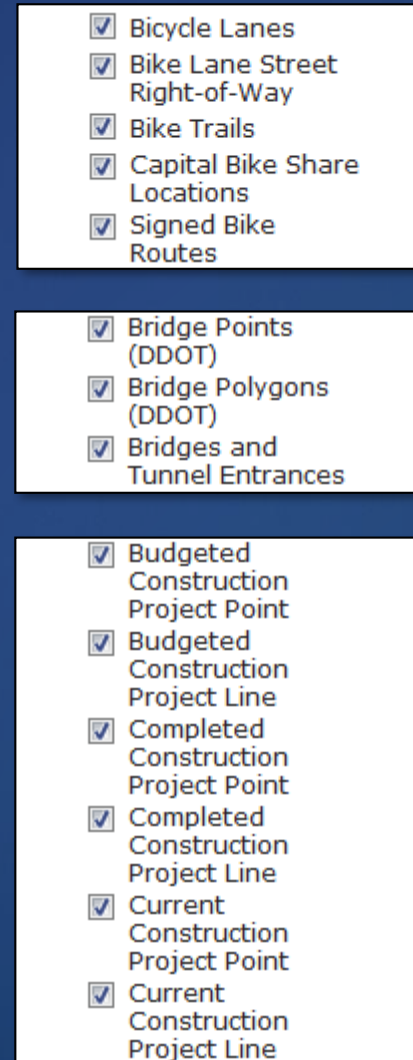 Bicycle Lanes
Bike Lane Street
Right-of-Way
Bike Trails
Capital Bike Share
Locations
Signed Bike
Routes
Bridge Points
(DDOT)
Bridge Polygons
(DDOT)
Bridges and
Tunnel Entrances
Budgeted
Construction
Project Point
Budgeted
Construction
Project Line
Completed
Construction
Project Point
Completed
Construction
Project Line
Current
Construction
Project Point
Current
Construction
Project Line